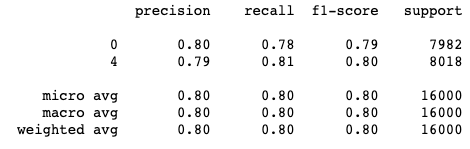 precision recall f1-score support
0 0.80 0.78 0.79 7982
4 0.79 0.81 0.80 8018
micro avg 0.80 0.80 0.80 16000
macro avg 0.80 0.80 0.80 16000
weighted avg 0.80 0.80 0.80 16000